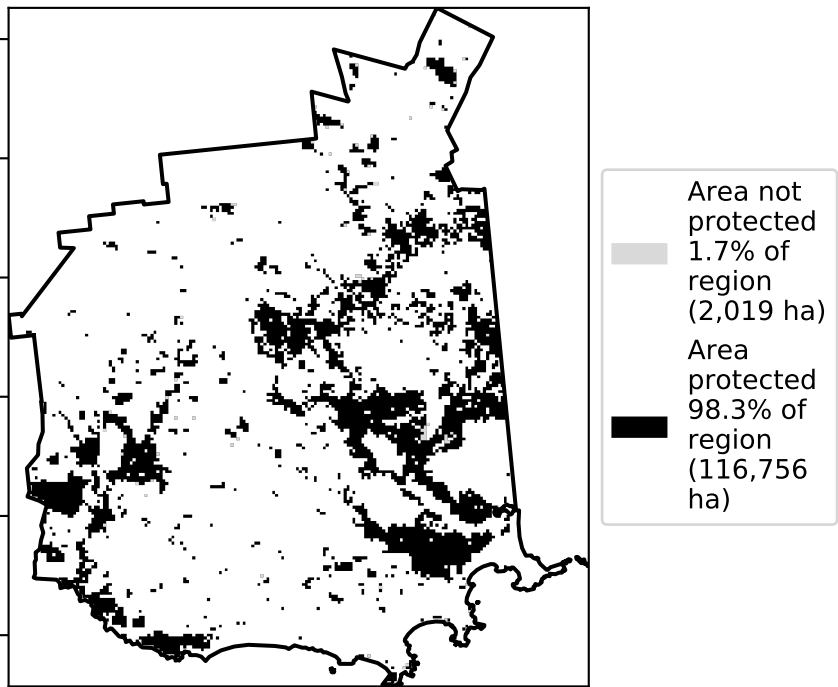 Area not
protected
1.7% of
region
(2,019 ha)
Area
protected
98.3% of
region
(116,756
ha)